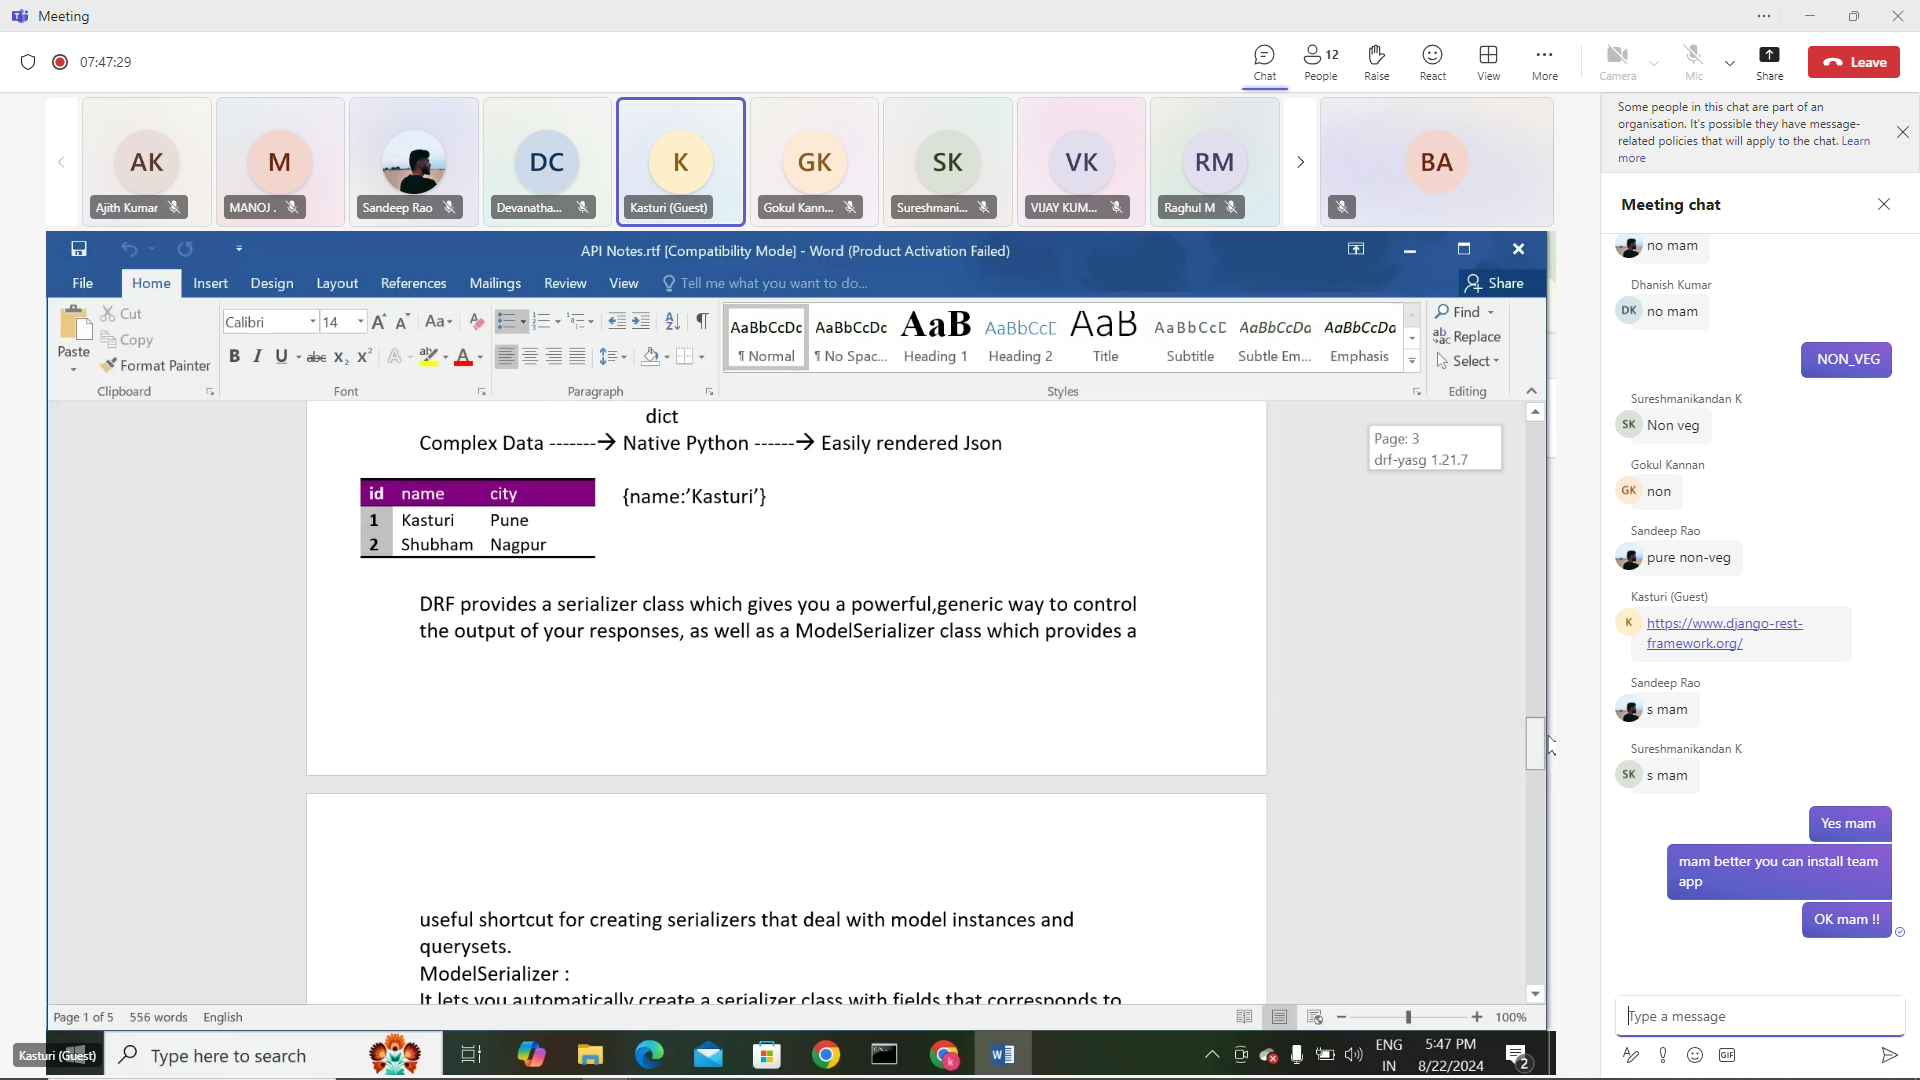 Meeting
07:47:29
Chat
12
People
Raise
React
View
More
Camera
Mic
Share
Leave
AK
Ajith Kumar
M
MANOJ .
Sandeep Rao
DC
Devanatha...
K
Kasturi (Guest)
GK
Gokul Kann...
SK
Sureshmani...
VK
VIJAY KUM...
RM
Raghul M
BA
API Notes.rtf [Compatibility Mode] - Word (Product Activation Failed)
File
Home
Insert
Design
Layout
References
Mailings
Review
View
Tell me what you want to do...
Share
Paste
Cut
Copy
Format Painter
Clipboard
Calibri
14
Font
Paragraph
AaBbCcDc
¶ Normal
AaBbCcDc
¶ No Spac...
AaB
Heading 1
AaBbCcE
Heading 2
AaB
Title
AaBbCcD
Subtitle
AaBbCcDa
Subtle Em...
AaBbCcDa
Emphasis
Styles
Find
Replace
Select
Editing
dict
Complex Data -------→ Native Python ------→ Easily rendered Json
id name city
1 Kasturi Pune
2 Shubham Nagpur
{name:’Kasturi’}
Page: 3
drf-yasg 1.21.7
DRF provides a serializer class which gives you a powerful,generic way to control
the output of your responses, as well as a ModelSerializer class which provides a
useful shortcut for creating serializers that deal with model instances and
querysets.
ModelSerializer :
It lets you automatically create a serializer class with fields that corresponds to
Page 1 of 5
556 words
English
100%
Kasturi (Guest)
Type here to search
ENG
IN
5:47 PM
8/22/2024
2
Some people in this chat are part of an
organisation. It's possible they have message-
related policies that will apply to the chat. Learn
more
Meeting chat
no mam
Dhanish Kumar
DK
no mam
NON_VEG
Sureshmanikandan K
SK
Non veg
Gokul Kannan
GK
non
Sandeep Rao
pure non-veg
Kasturi (Guest)
K
https://www.django-rest-
framework.org/
Sandeep Rao
s mam
Sureshmanikandan K
SK
s mam
Yes mam
mam better you can install team
app
OK mam !!
Type a message
GIF